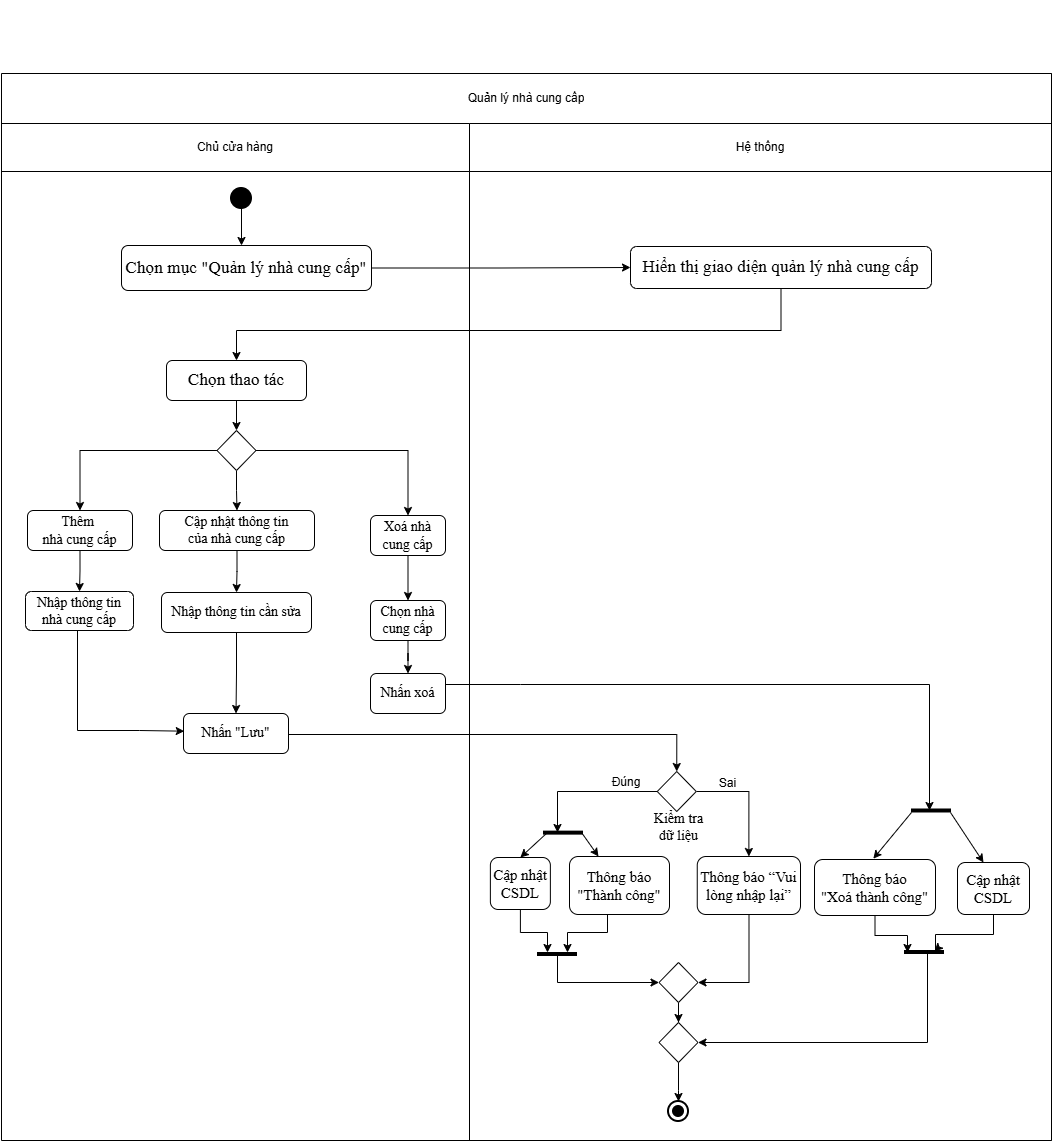 Quản lý nhà cung cấp
Chủ cửa hàng
Hệ thống
Chọn mục "Quản lý nhà cung cấp"
Hiển thị giao diện quản lý nhà cung cấp
Chọn thao tác
Thêm
nhà cung cấp
Cập nhật thông tin
của nhà cung cấp
Xoá nhà
cung cấp
Nhập thông tin
nhà cung cấp
Nhập thông tin cần sửa
Chọn nhà
cung cấp
Nhấn xoá
Nhấn "Lưu"
Đúng
Sai
Kiểm tra
dữ liệu
Cập nhật
CSDL
Thông báo
"Thành công"
Thông báo “Vui
lòng nhập lại”
Thông báo
"Xoá thành công"
Cập nhật
CSDL